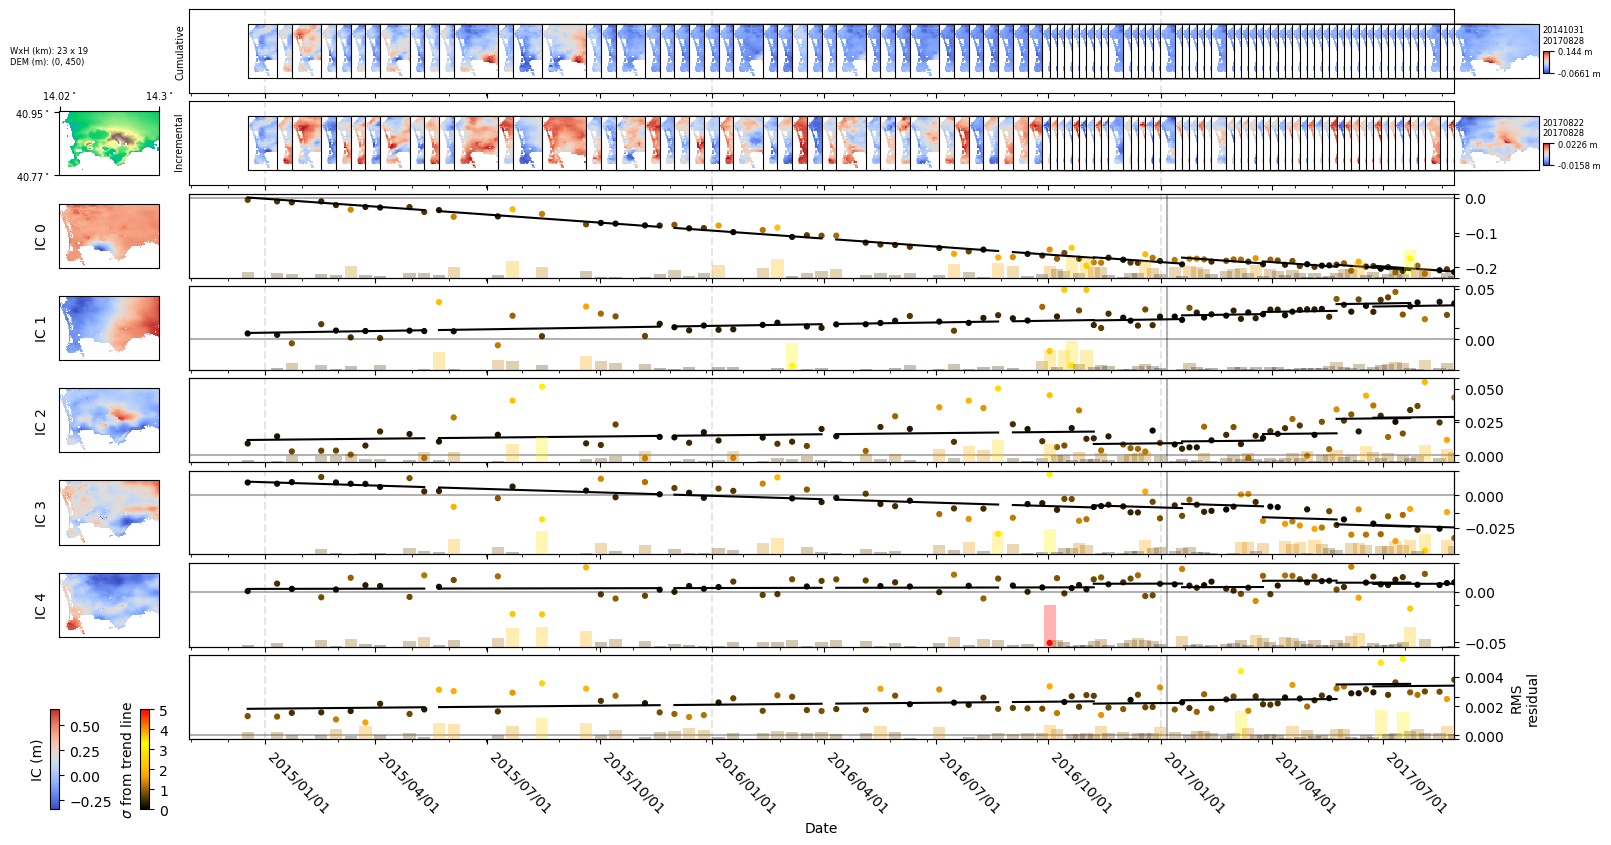 Cumulative
20141031
20170828
0.144 m
-0.0661 m
WxH (km): 23 x 19
DEM (m): (0, 450)
14.02° 14.3°
40.95°
40.77°
Incremental
20170822
20170828
0.0226 m
-0.0158 m
IC 0
0.0
-0.1
-0.2
IC 1
0.05
0.00
IC 2
0.050
0.025
0.000
IC 3
0.000
-0.025
IC 4
0.00
-0.05
RMS
residual
0.004
0.002
0.000
IC (m)
0.50
0.25
0.00
-0.25
σ from trend line
5
4
3
2
1
0
2015/01/01
2015/04/01
2015/07/01
2015/10/01
2016/01/01
2016/04/01
2016/07/01
2016/10/01
2017/01/01
2017/04/01
2017/07/01
Date